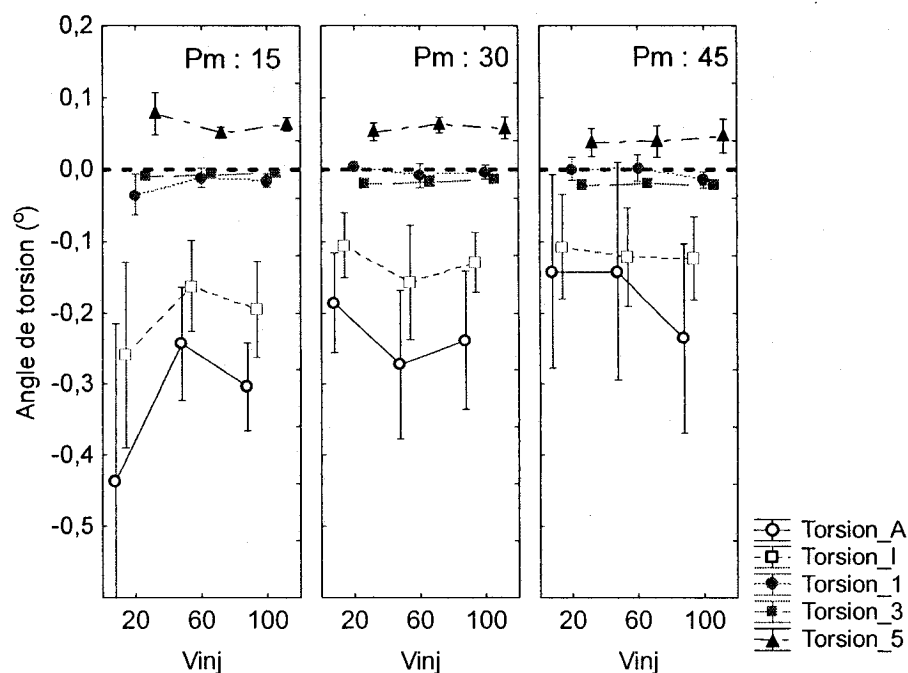 Pm : 15
Pm : 30
Pm : 45
Angle de torsion (°)
0,2
0,1
0,0
-0,1
-0,2
-0,3
-0,4
-0,5
20 60 100
20 60 100
20 60 100
Vinj
Vinj
Vinj
Torsion_A
Torsion_I
Torsion_1
Torsion_3
Torsion_5